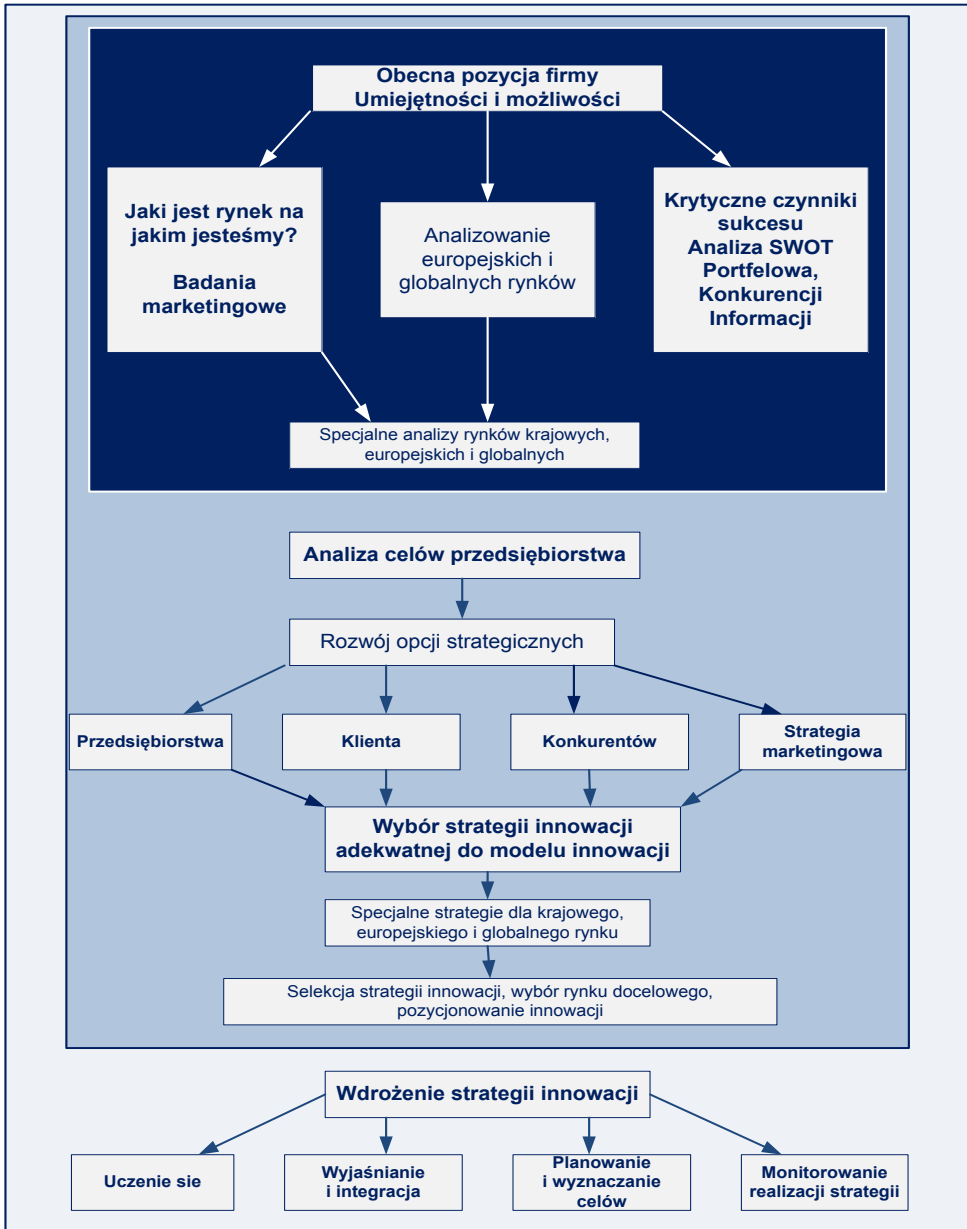 Obecna pozycja firmy
Umiejętności i możliwości
Jaki jest rynek na
jakim jesteśmy?
Badania
marketingowe
Analizowanie
europejskich i
globalnych rynków
Krytyczne czynniki
sukcesu
Analiza SWOT
Portfelowa,
Konkurencji
Informacji
Specjalne analizy rynków krajowych,
europejskich i globalnych
Analiza celów przedsiębiorstwa
Rozwój opcji strategicznych
Przedsiębiorstwa
Klienta
Konkurentów
Strategia
marketingowa
Wybór strategii innowacji
adekwatnej do modelu innowacji
Specjalne strategie dla krajowego,
europejskiego i globalnego rynku
Selekcja strategii innowacji, wybór rynku docelowego,
pozycjonowanie innowacji
Wdrożenie strategii innowacji
Uczenie sie
Wyjaśnianie
i integracja
Planowanie
i wyznaczanie
celów
Monitorowanie
realizacji strategii